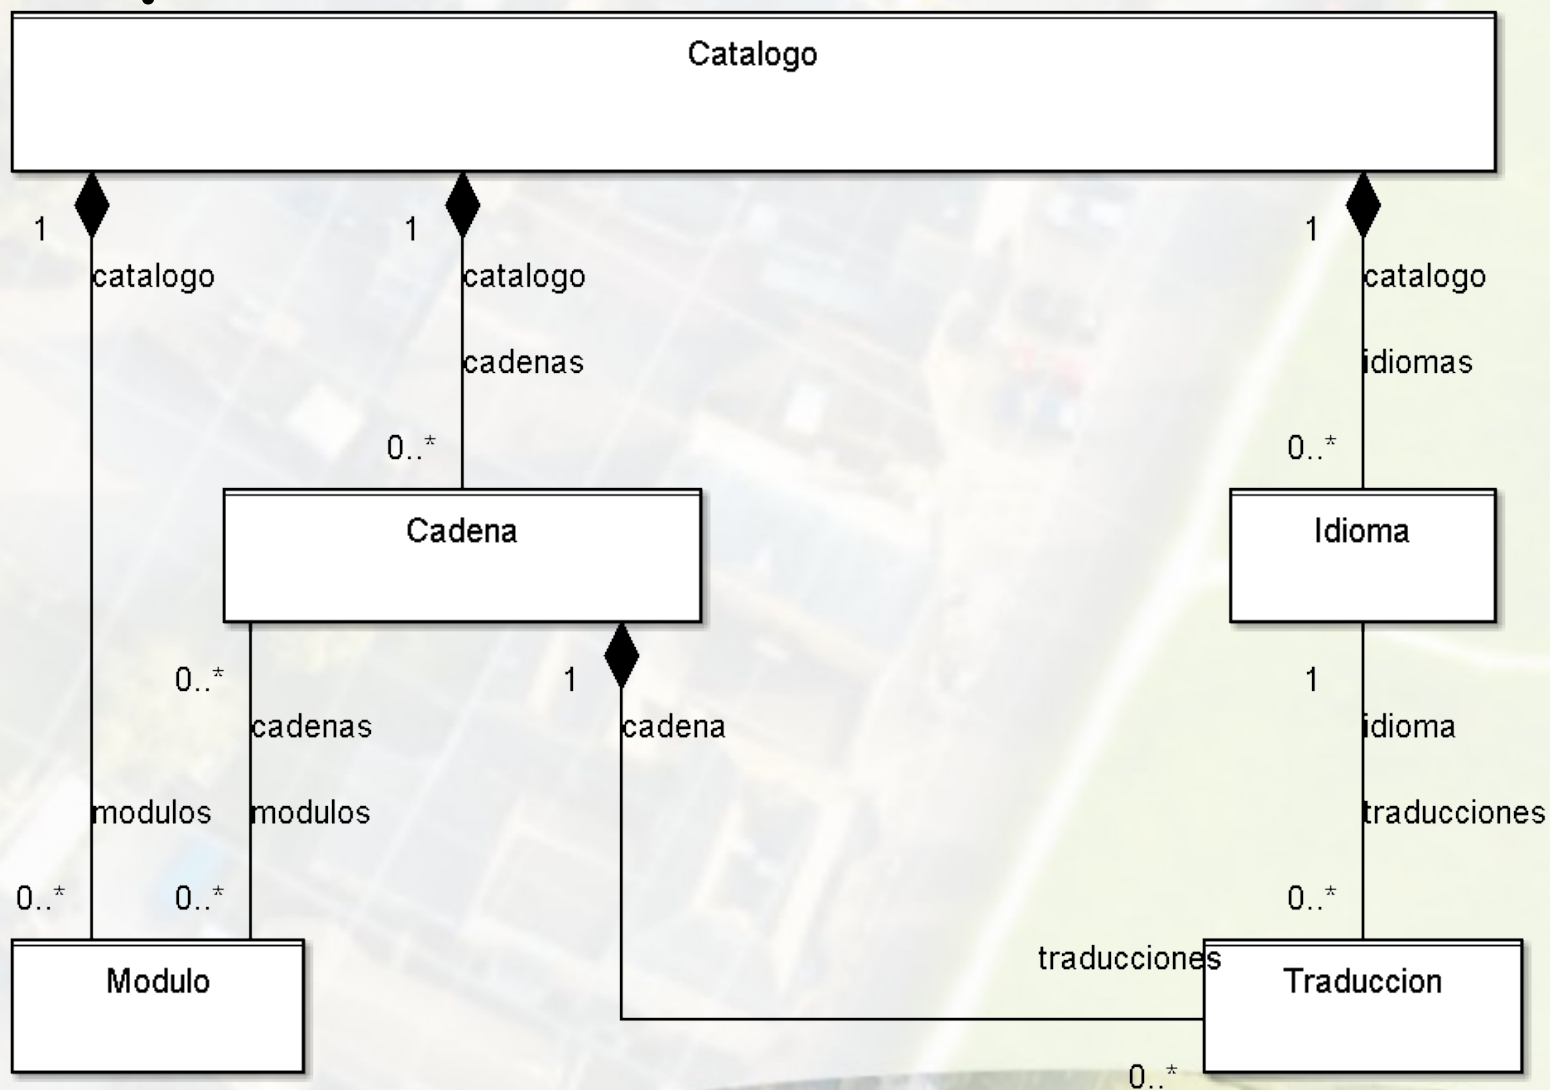 Catalogo
1
1
1
catalogo
catalogo
catalogo
cadenas
idiomas
0..*
0..*
Cadena
Idioma
0..*
1
1
cadenas
cadena
idioma
modulos
modulos
traducciones
0..*
0..*
0..*
traducciones
Modulo
Traduccion
0..*